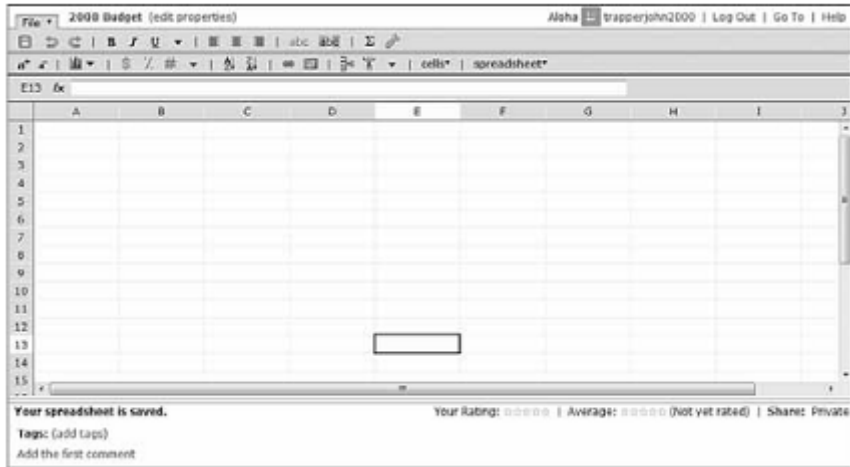 File 2008 Budget (edit properties) Aloha trapperjohn2000 | Log Out | Go To | Help
B I U abc abc Σ
$ % # cells | spreadsheet
E13 fx
A B C D E F G H I J
1
2
3
4
5
6
7
8
9
10
11
12
13
14
15
Your spreadsheet is saved. Your Rating: | Average: (Not yet rated) | Share: Private
Tags: (add tags)
Add the first comment